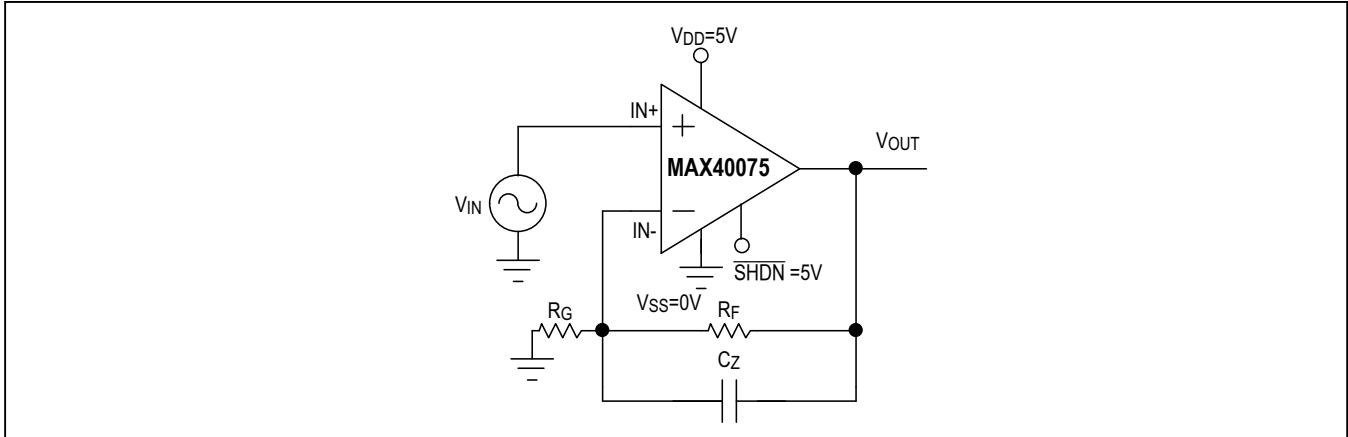 VDD=5V
IN+
+
MAX40075
VOUT
VIN
−
IN-
SHDN =5V
VSS=0V
RG
RF
CZ